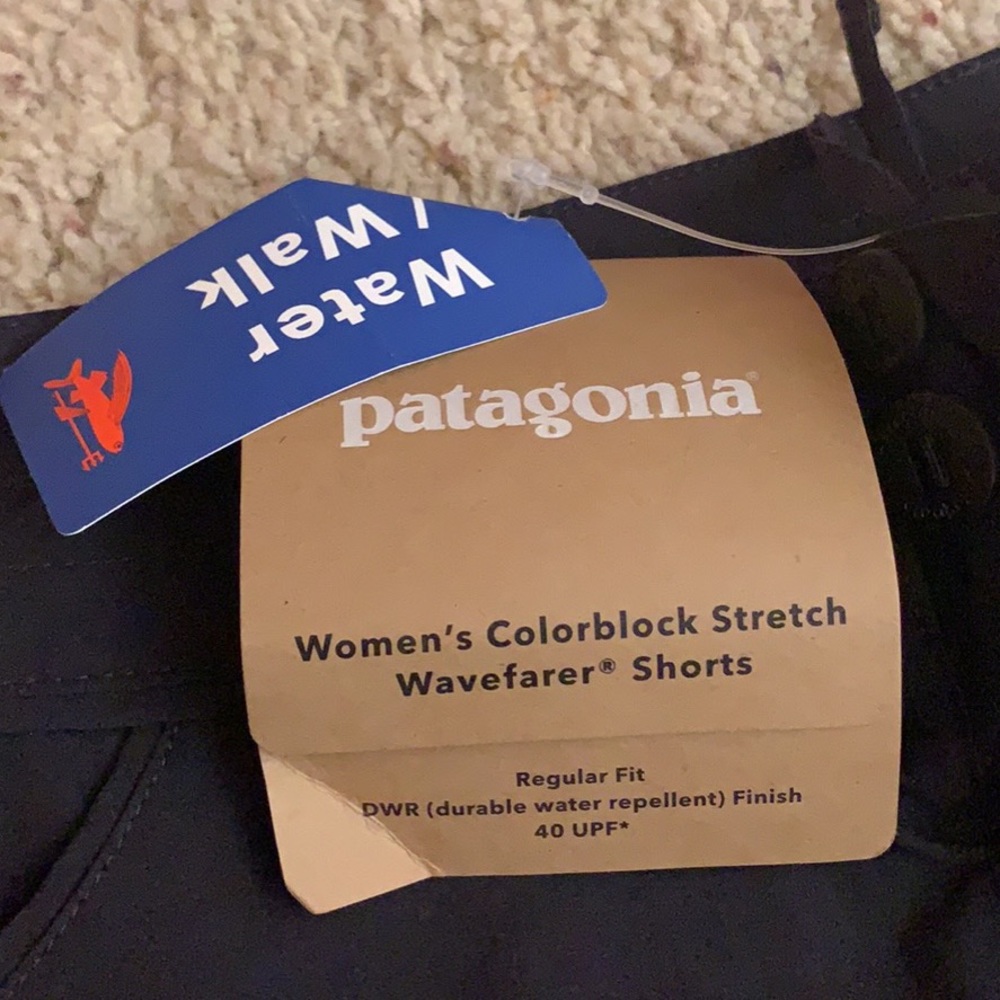 Water
/ Walk
patagonia®
Women's Colorblock Stretch
Wavefarer® Shorts
Regular Fit
DWR (durable water repellent) Finish
40 UPF*